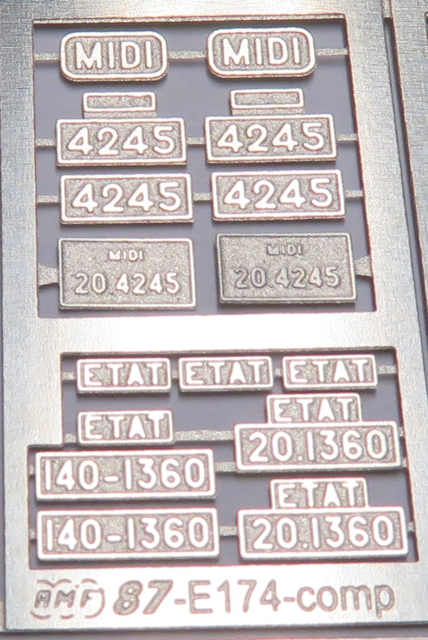 MIDI MIDI
4245 4245
4245 4245
MIDI MIDI
20 4245 20 4245
ETAT ETAT ETAT
ETAT ETAT
20.1360
140-1360
ETAT
140-1360 20.1360
AMF 87-E174-comp